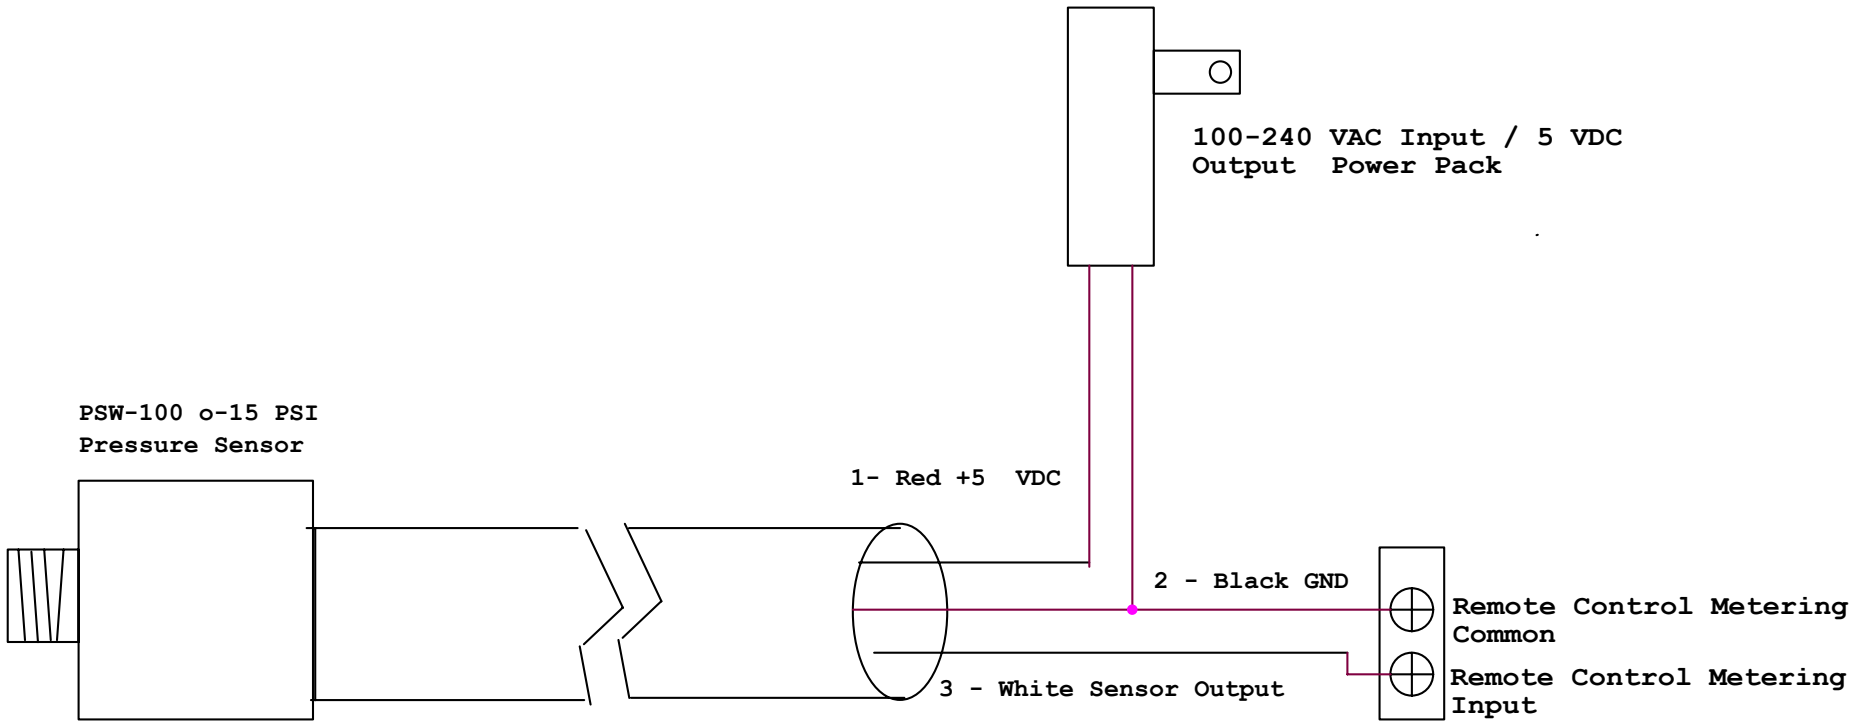 100-240 VAC Input / 5 VDC
Output Power Pack
PSW-100 o-15 PSI
Pressure Sensor
1- Red +5 VDC
2 - Black GND
Remote Control Metering
Common
3 - White Sensor Output
Remote Control Metering
Input